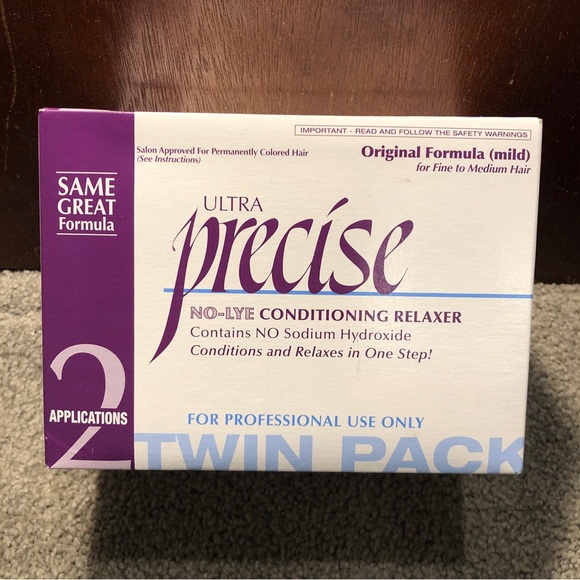 IMPORTANT - READ AND FOLLOW THE SAFETY WARNINGS
Salon Approved For Permanently Colored Hair
(See Instructions)
Original Formula (mild)
for Fine to Medium Hair
SAME
GREAT
Formula
ULTRA
precise
NO-LYE CONDITIONING RELAXER
Contains NO Sodium Hydroxide
Conditions and Relaxes in One Step!
2
APPLICATIONS
FOR PROFESSIONAL USE ONLY
TWIN PACK